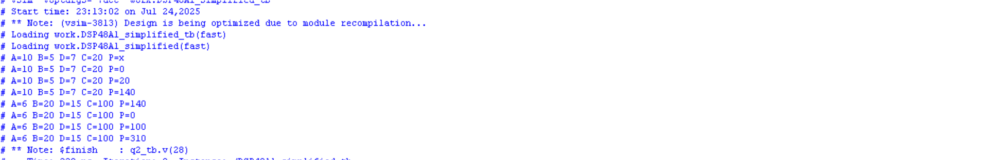 # Start time: 23:13:02 on Jul 24,2025
# ** Note: (vsim-3813) Design is being optimized due to module recompilation...
# Loading work.DSP48A1_simplified_tb(fast)
# Loading work.DSP48A1_simplified(fast)
# A=10 B=5 D=7 C=20 P=x
# A=10 B=5 D=7 C=20 P=0
# A=10 B=5 D=7 C=20 P=20
# A=10 B=5 D=7 C=20 P=140
# A=6 B=20 D=15 C=100 P=140
# A=6 B=20 D=15 C=100 P=0
# A=6 B=20 D=15 C=100 P=100
# A=6 B=20 D=15 C=100 P=310
# ** Note: $finish    : q2_tb.v(28)